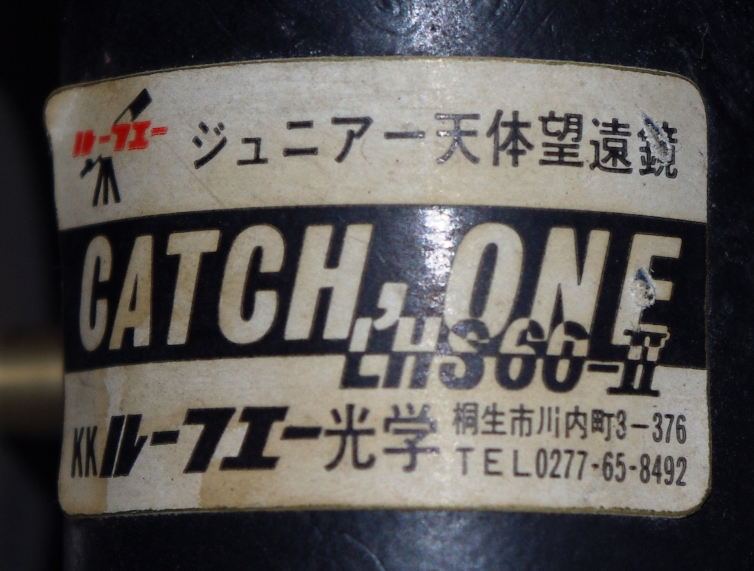 ルーフエー
ジュニアー天体望遠鏡
CATCH, ONE
LHS60-II
KKルーフエー光学
桐生市川内町3-376
TEL0277-65-8492